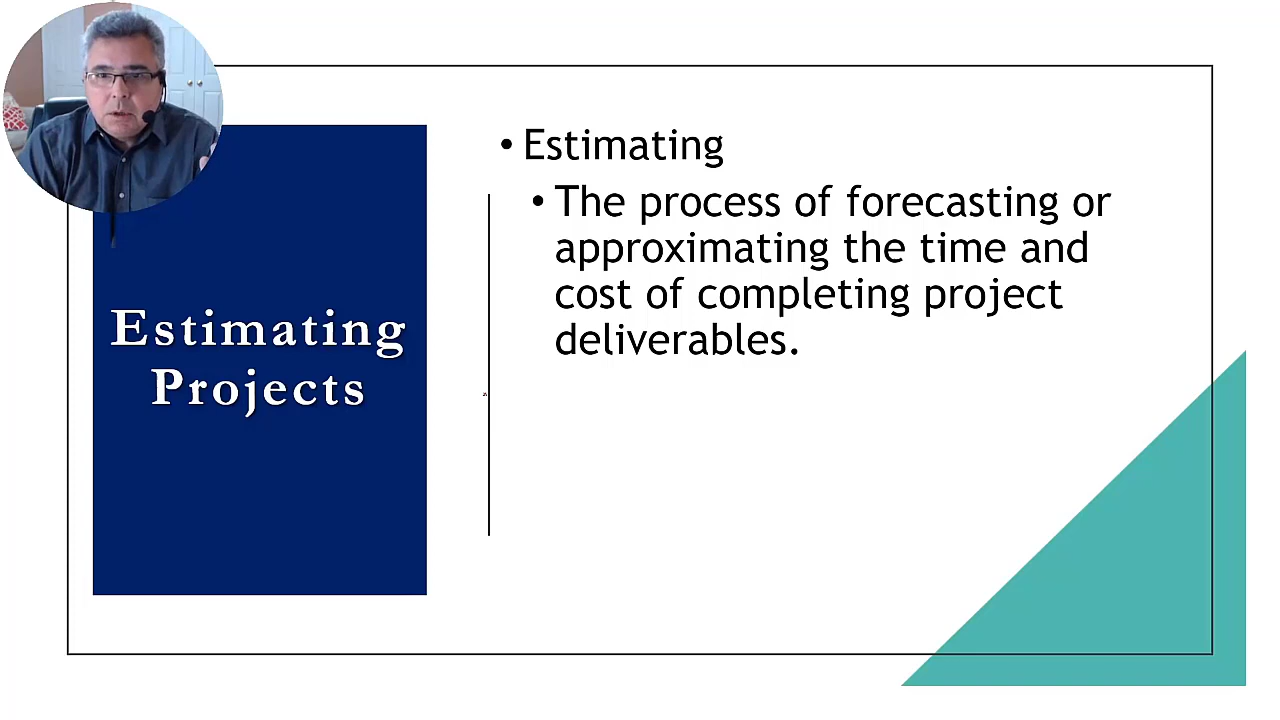 Estimating
Projects
• Estimating
• The process of forecasting or
approximating the time and
cost of completing project
deliverables.